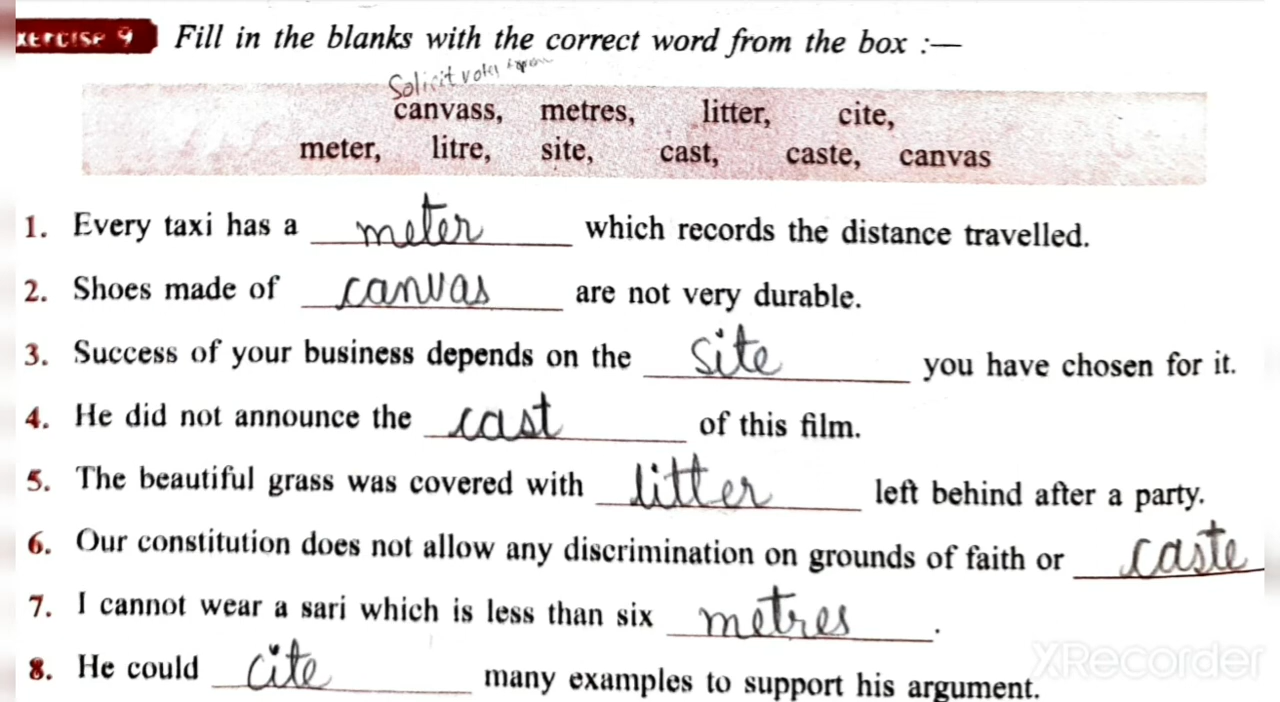 XERCISE 9 Fill in the blanks with the correct word from the box :—
Solicit votes from
canvass, metres, litter, cite,
meter, litre, site, cast, caste, canvas
1. Every taxi has a meter which records the distance travelled.
2. Shoes made of canvas are not very durable.
3. Success of your business depends on the site you have chosen for it.
4. He did not announce the cast of this film.
5. The beautiful grass was covered with litter left behind after a party.
6. Our constitution does not allow any discrimination on grounds of faith or caste
7. I cannot wear a sari which is less than six metres.
8. He could cite many examples to support his argument.
XRecorder